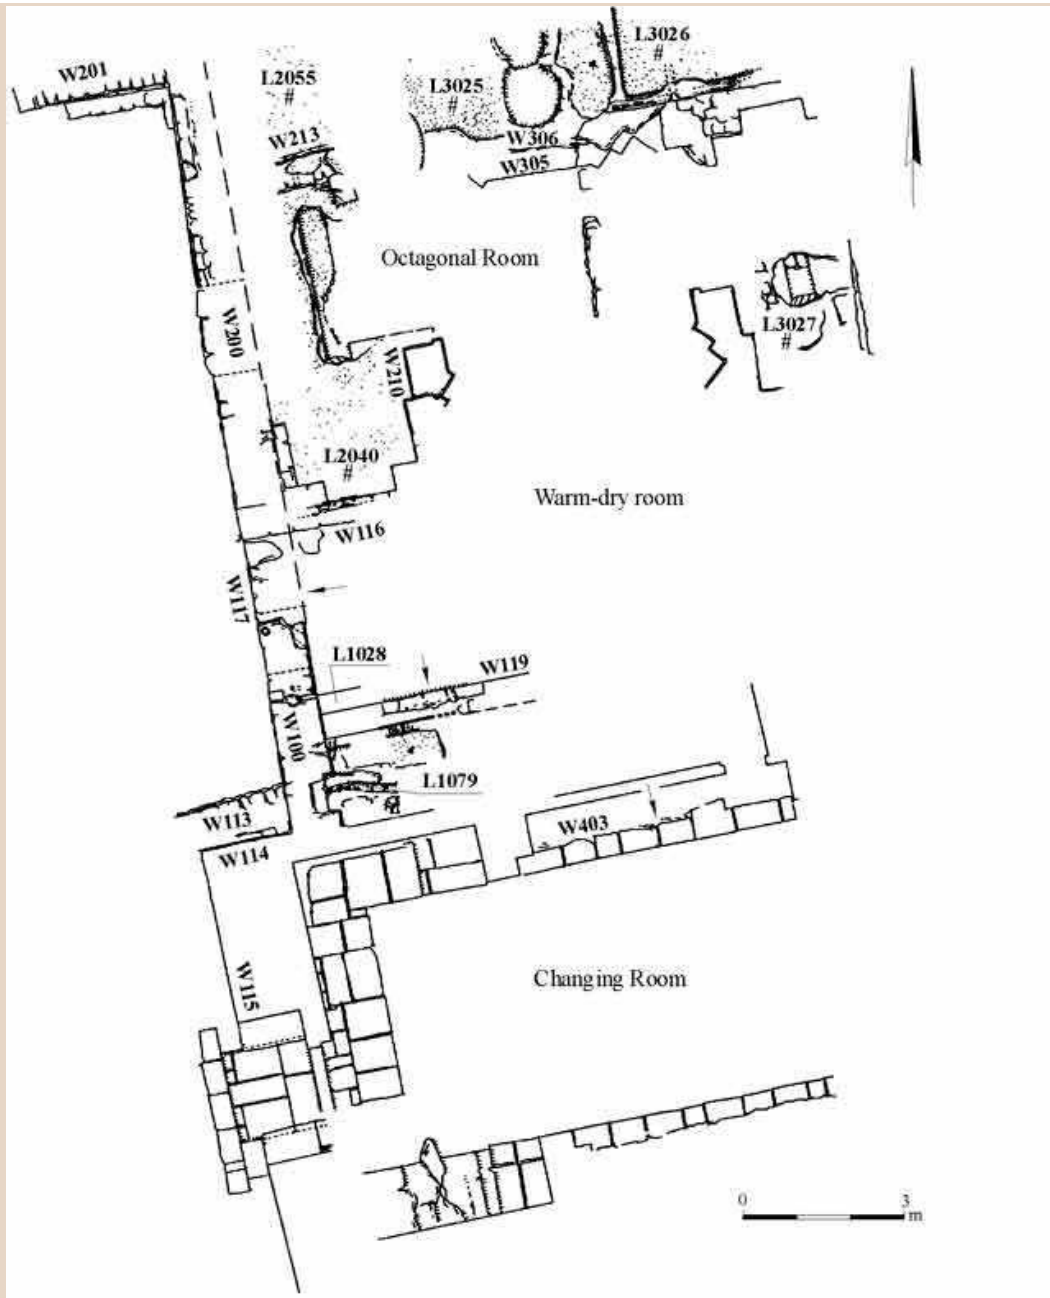 L3026
#
W201
L2055
#
L3025
#
W213
W306
W305
Octagonal Room
W200
L3027
#
W210
L2040
#
Warm-dry room
W116
W117
L1028
W119
W100
L1079
W113
W403
W114
W115
Changing Room
0 3
m